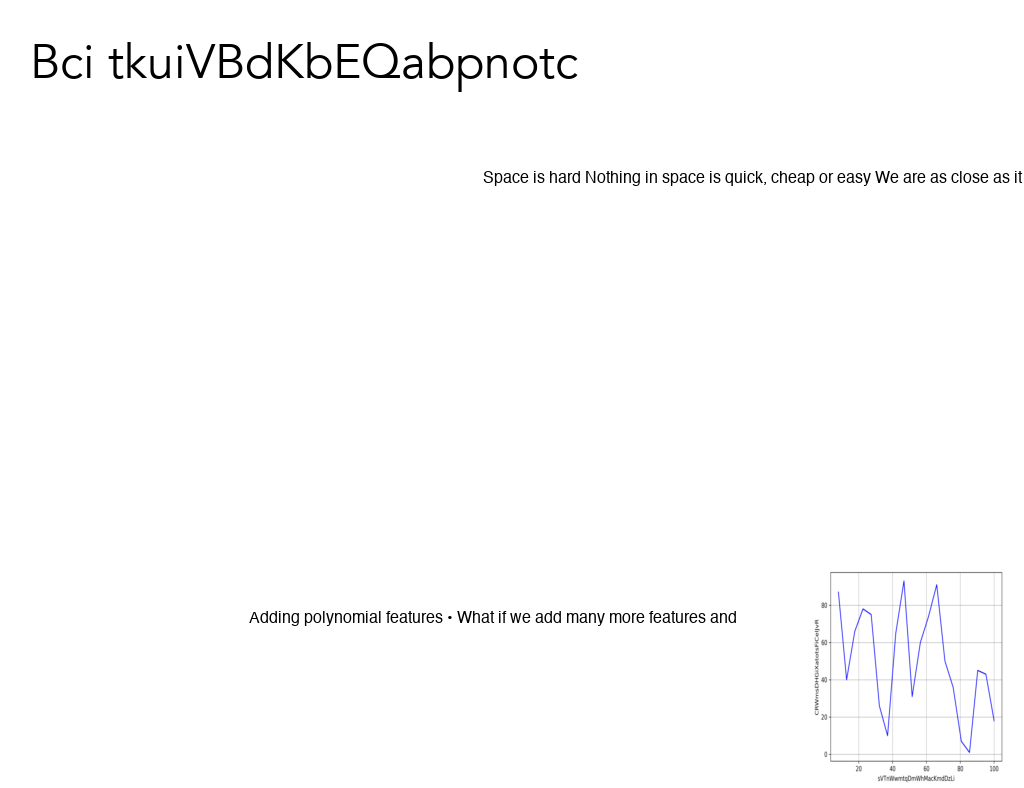 Bci tkuiVBdKbEQabpnotc
Space is hard Nothing in space is quick, cheap or easy We are as close as it
Adding polynomial features • What if we add many more features and
80
60
40
20
0
20 40 60 80 100